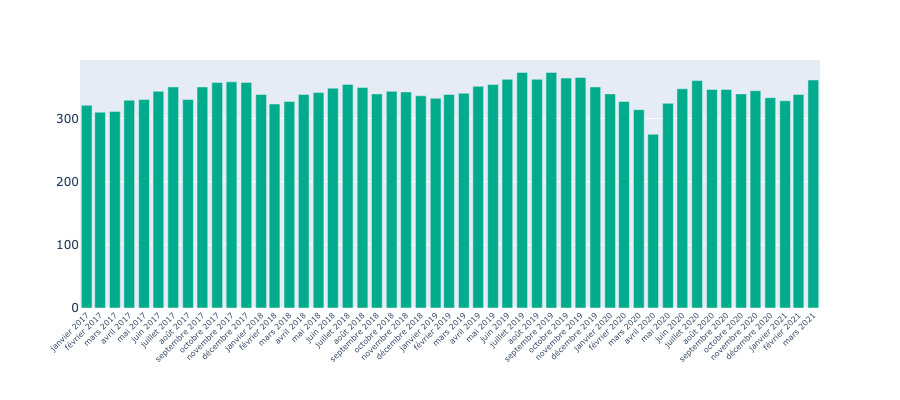 300
200
100
0
janvier 2017
février 2017
mars 2017
avril 2017
mai 2017
juin 2017
juillet 2017
août 2017
septembre 2017
octobre 2017
novembre 2017
décembre 2017
janvier 2018
février 2018
mars 2018
avril 2018
mai 2018
juin 2018
juillet 2018
août 2018
septembre 2018
octobre 2018
novembre 2018
décembre 2018
janvier 2019
février 2019
mars 2019
avril 2019
mai 2019
juin 2019
juillet 2019
août 2019
septembre 2019
octobre 2019
novembre 2019
décembre 2019
janvier 2020
février 2020
mars 2020
avril 2020
mai 2020
juin 2020
juillet 2020
août 2020
septembre 2020
octobre 2020
novembre 2020
décembre 2020
janvier 2021
février 2021
mars 2021